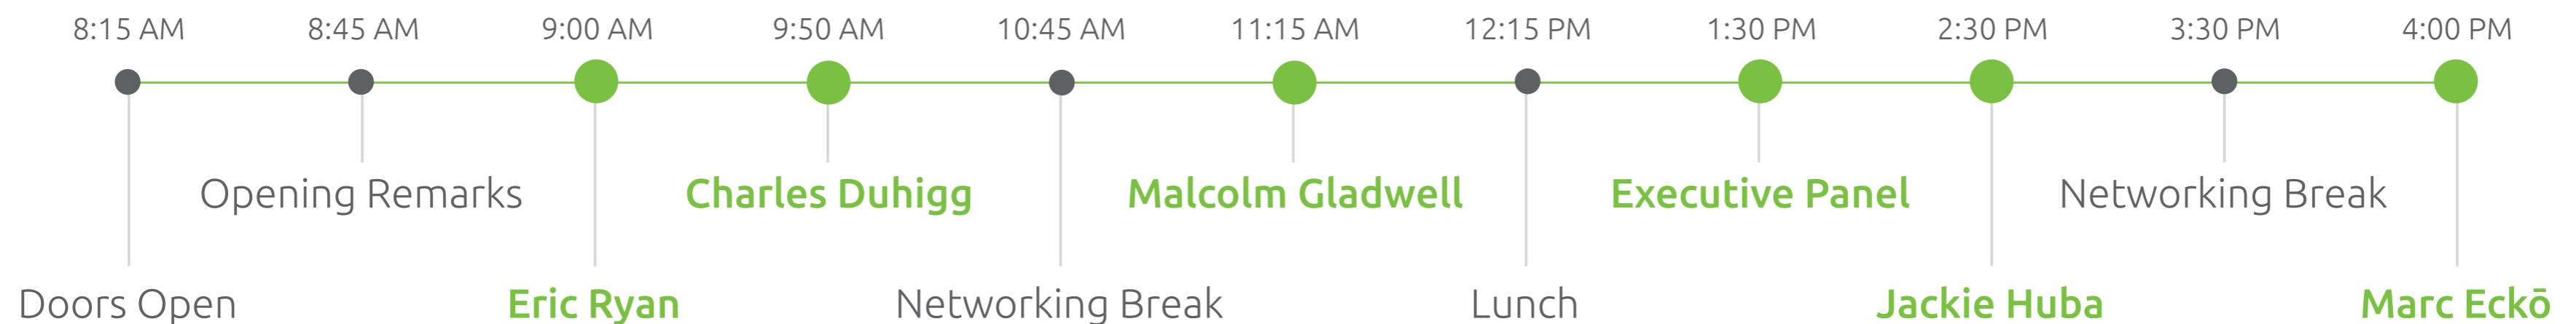 8:15 AM 8:45 AM 9:00 AM 9:50 AM 10:45 AM 11:15 AM 12:15 PM 1:30 PM 2:30 PM 3:30 PM 4:00 PM
Opening Remarks Charles Duhigg Malcolm Gladwell Executive Panel Networking Break
Doors Open Eric Ryan Networking Break Lunch Jackie Huba Marc Eckō